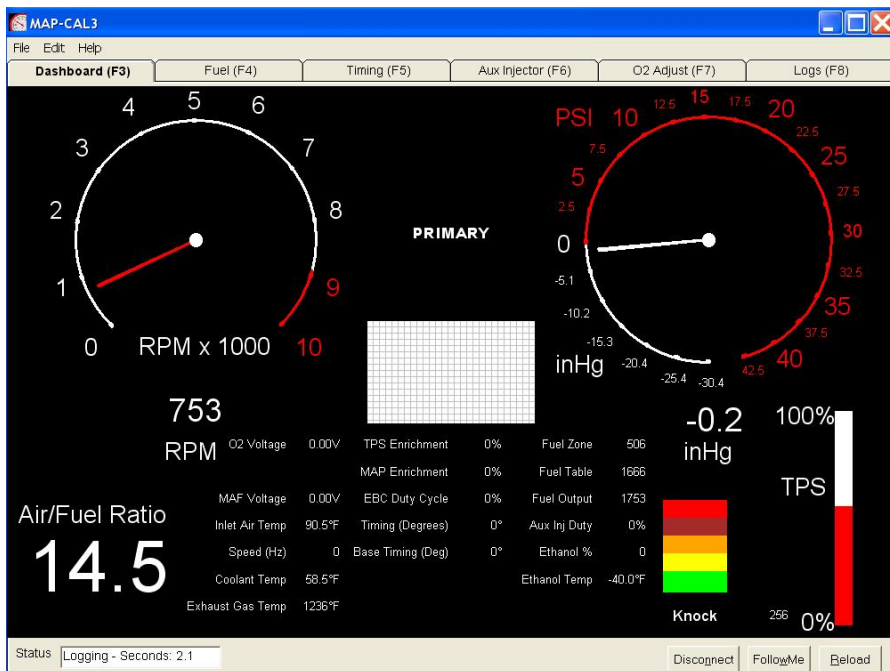 MAP-CAL3
File Edit Help
Dashboard (F3) Fuel (F4) Timing (F5) Aux Injector (F6) O2 Adjust (F7) Logs (F8)
0 1 2 3 4 5 6 7 8 9 10
RPM x 1000
PRIMARY
PSI
2.5 5 7.5 10 12.5 15 17.5 20 22.5 25 27.5 30 32.5 35 37.5 40 42.5
0 -5.1 -10.2 -15.3 -20.4 -25.4 -30.4
inHg
753
RPM
-0.2
inHg
100%
TPS
256 0%
Air/Fuel Ratio
14.5
O2 Voltage 0.00V
MAF Voltage 0.00V
Inlet Air Temp 90.5°F
Speed (Hz) 0
Coolant Temp 58.5°F
Exhaust Gas Temp 1236°F
TPS Enrichment 0%
MAP Enrichment 0%
EBC Duty Cycle 0%
Timing (Degrees) 0°
Base Timing (Deg) 0°
Fuel Zone 506
Fuel Table 1666
Fuel Output 1753
Aux Inj Duty 0%
Ethanol % 0
Ethanol Temp -40.0°F
Knock
Status Logging - Seconds: 2.1
Disconnect FollowMe Reload